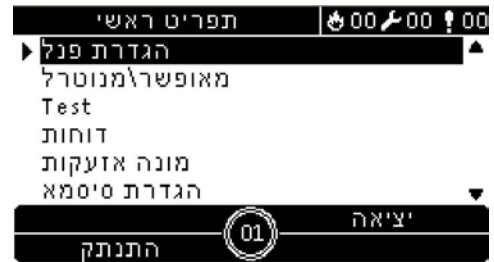 תפריט ראשי 00 00 00
הגדרת פנל
מאופשר\מנוטרל
Test
דוחות
מונה אזעקות
הגדרת סיסמא
יציאה
01
התנתק